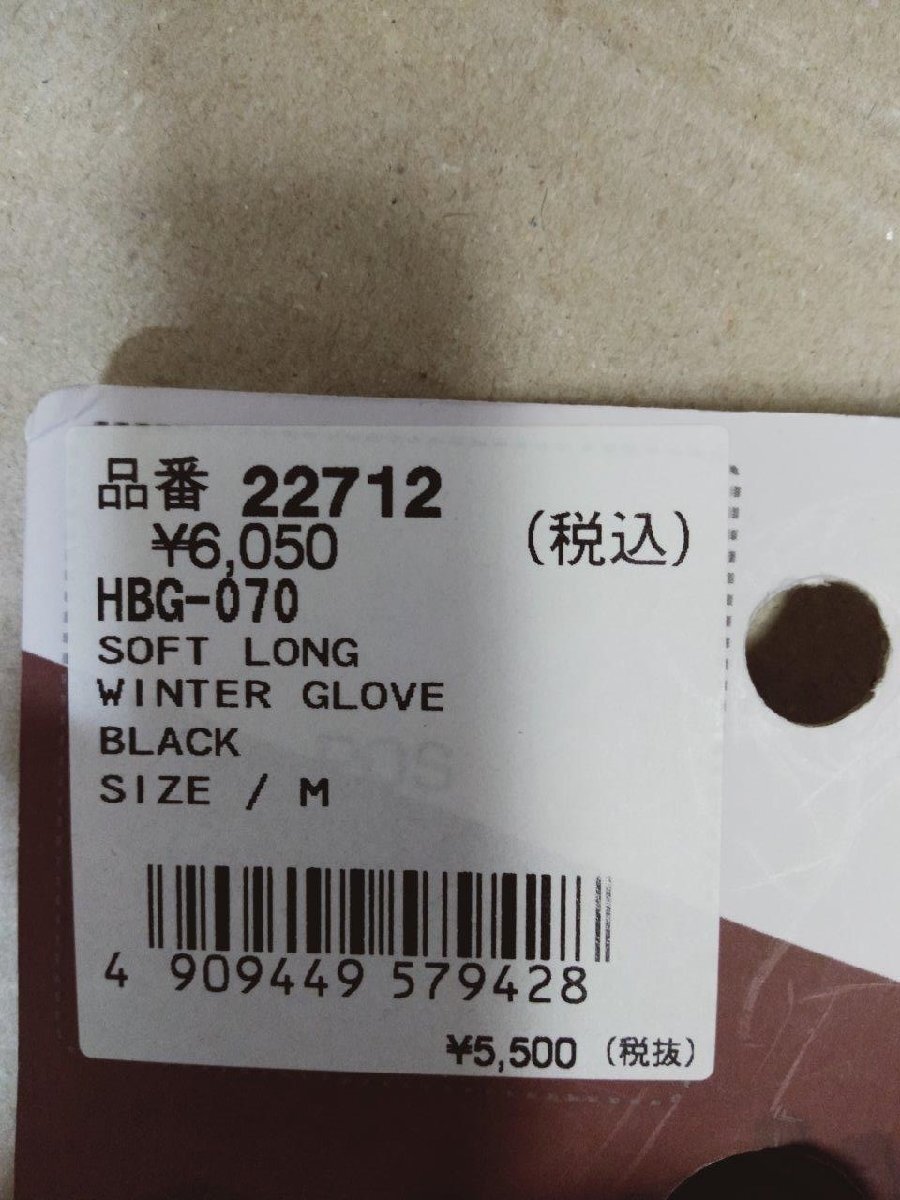 品番 22712
¥6,050 (税込)
HBG-070
SOFT LONG
WINTER GLOVE
BLACK
SIZE / M
4 909449 579428
¥5,500 (税抜)